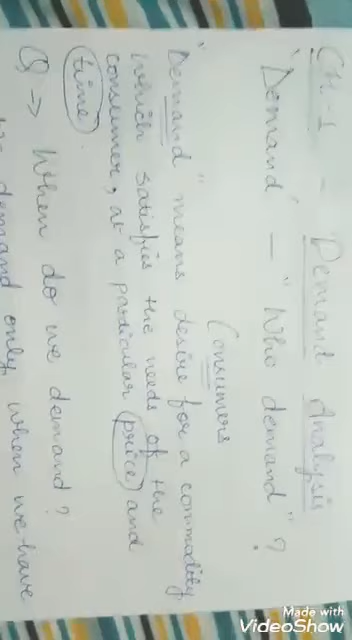 Ch-1 - Demand Analysis
"Demand" - "Who demand"?
Consumers
"Demand" means desire for a commodity
which satisfies the needs of the
consumer, at a particular price and
time.
Q → When do we demand?
demand only when we have
Made with
VideoShow